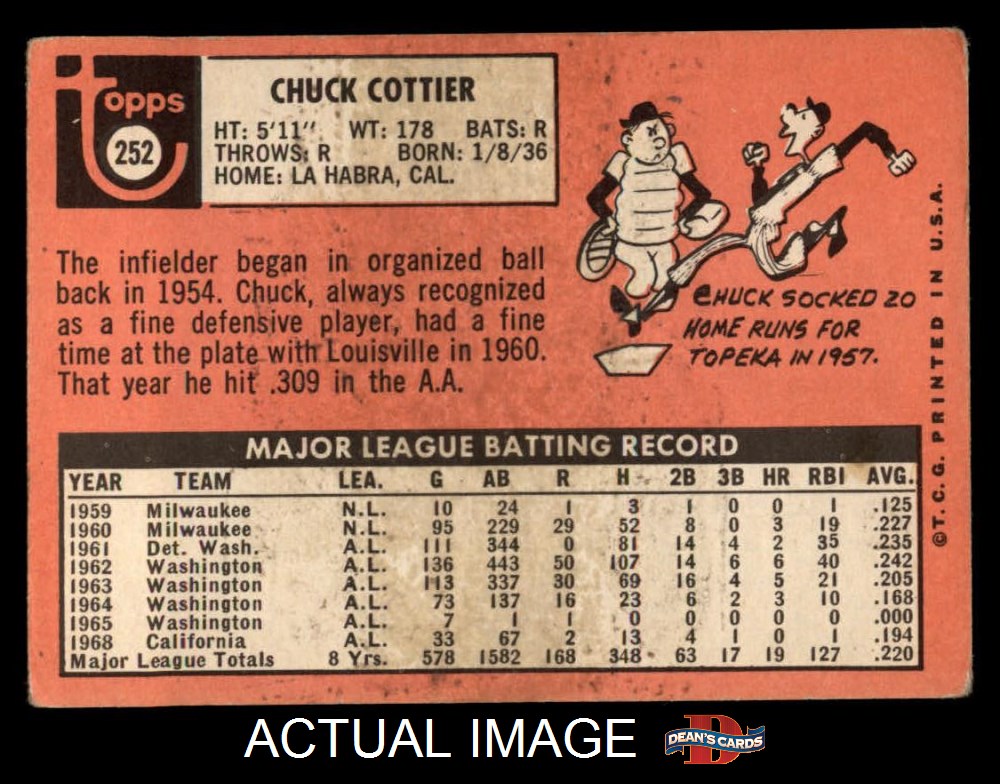 topps
252
CHUCK COTTIER
HT: 5'11" WT: 178 BATS: R
THROWS: R BORN: 1/8/36
HOME: LA HABRA, CAL.
The infielder began in organized ball
back in 1954. Chuck, always recognized
as a fine defensive player, had a fine
time at the plate with Louisville in 1960.
That year he hit .309 in the A.A.
CHUCK SOCKED 20
HOME RUNS FOR
TOPEKA IN 1957.
©T.C.G. PRINTED IN U.S.A.
MAJOR LEAGUE BATTING RECORD
YEAR TEAM LEA. G AB R H 2B 3B HR RBI AVG.
1959 Milwaukee N.L. 10 24 1 3 1 0 0 1 .125
1960 Milwaukee N.L. 95 229 29 52 8 0 3 19 .227
1961 Det. Wash. A.L. 111 344 0 81 14 4 2 35 .235
1962 Washington A.L. 136 443 50 107 14 6 6 40 .242
1963 Washington A.L. 113 337 30 69 16 4 5 21 .205
1964 Washington A.L. 73 137 16 23 6 2 3 10 .168
1965 Washington A.L. 7 1 1 0 0 0 0 0 .000
1968 California A.L. 33 67 2 13 4 1 0 1 .194
Major League Totals 8 Yrs. 578 1582 168 348 63 17 19 127 .220
ACTUAL IMAGE
DEAN'S CARDS